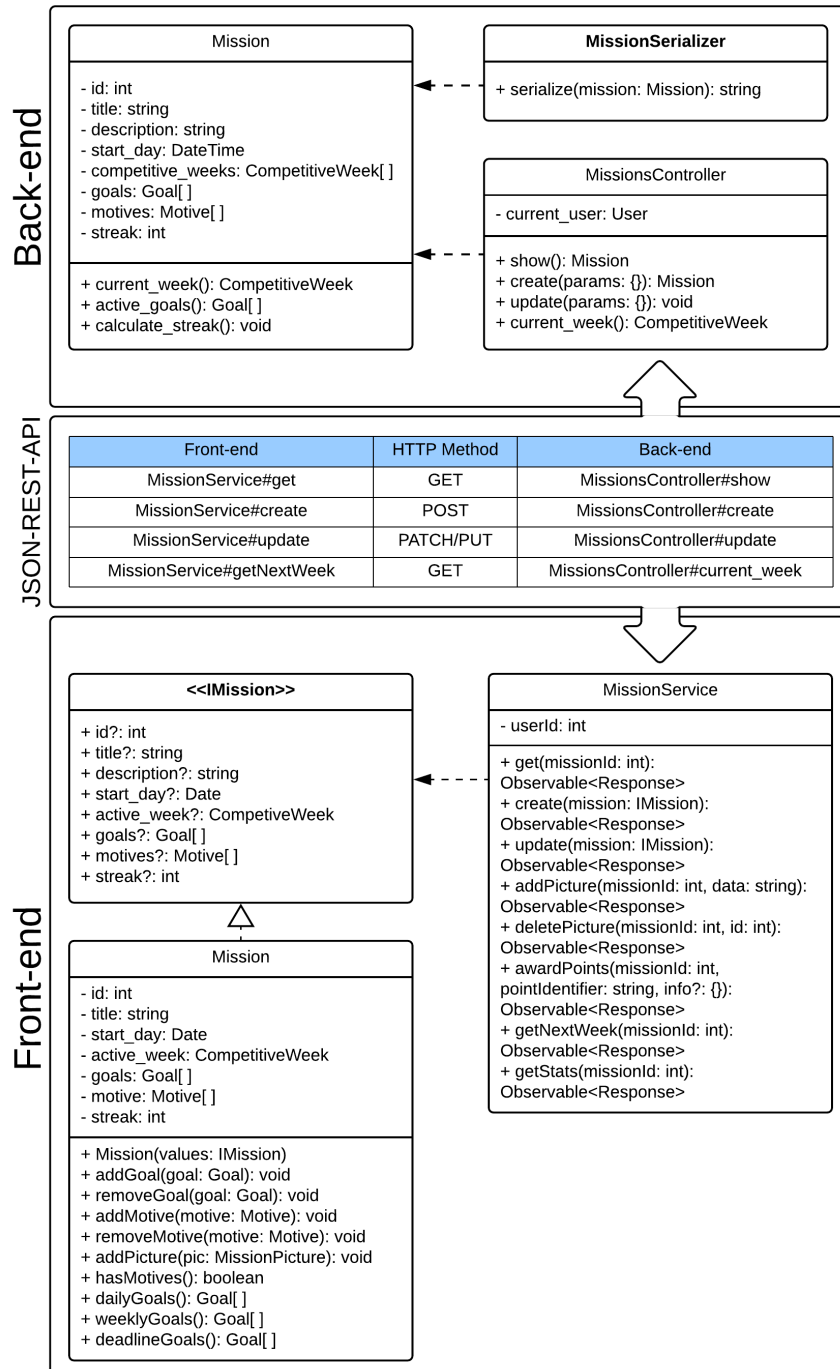 Back-end
Mission
- id: int
- title: string
- description: string
- start_day: DateTime
- competitive_weeks: CompetitiveWeek[ ]
- goals: Goal[ ]
- motives: Motive[ ]
- streak: int
+ current_week(): CompetitiveWeek
+ active_goals(): Goal[ ]
+ calculate_streak(): void
MissionSerializer
+ serialize(mission: Mission): string
MissionsController
- current_user: User
+ show(): Mission
+ create(params: {}): Mission
+ update(params: {}): void
+ current_week(): CompetitiveWeek
JSON-REST-API
Front-end HTTP Method Back-end
MissionService#get GET MissionsController#show
MissionService#create POST MissionsController#create
MissionService#update PATCH/PUT MissionsController#update
MissionService#getNextWeek GET MissionsController#current_week
Front-end
<<IMission>>
+ id?: int
+ title?: string
+ description?: string
+ start_day?: Date
+ active_week?: CompetiveWeek
+ goals?: Goal[ ]
+ motives?: Motive[ ]
+ streak?: int
Mission
- id: int
- title: string
- start_day: Date
- active_week: CompetitiveWeek
- goals: Goal[ ]
- motive: Motive[ ]
- streak: int
+ Mission(values: IMission)
+ addGoal(goal: Goal): void
+ removeGoal(goal: Goal): void
+ addMotive(motive: Motive): void
+ removeMotive(motive: Motive): void
+ addPicture(pic: MissionPicture): void
+ hasMotives(): boolean
+ dailyGoals(): Goal[ ]
+ weeklyGoals(): Goal[ ]
+ deadlineGoals(): Goal[ ]
MissionService
- userId: int
+ get(missionId: int):
Observable<Response>
+ create(mission: IMission):
Observable<Response>
+ update(mission: IMission):
Observable<Response>
+ addPicture(missionId: int, data: string):
Observable<Response>
+ deletePicture(missionId: int, id: int):
Observable<Response>
+ awardPoints(missionId: int,
pointIdentifier: string, info?: {}):
Observable<Response>
+ getNextWeek(missionId: int):
Observable<Response>
+ getStats(missionId: int):
Observable<Response>